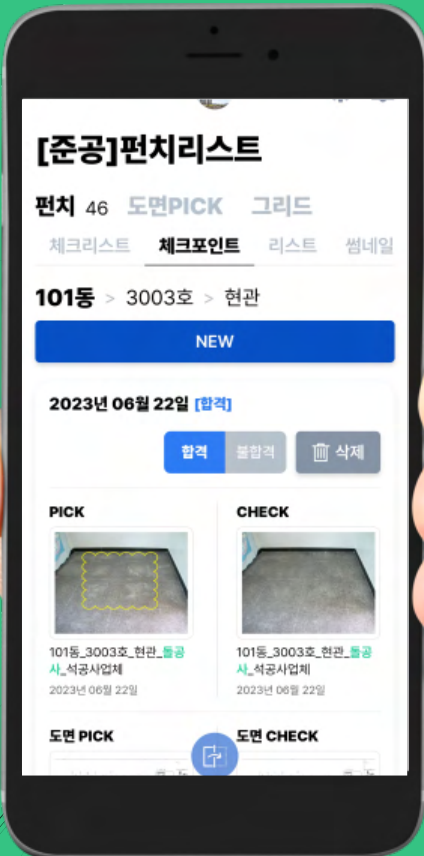 [준공]펀치리스트
펀치 46 도면PICK 그리드
체크리스트 체크포인트 리스트 썸네일
101동 > 3003호 > 현관
NEW
2023년 06월 22일 [합격]
합격 불합격 삭제
PICK CHECK
101동_3003호_현관_돌공 101동_3003호_현관_돌공
사_석공사업체 사_석공사업체
2023년 06월 22일 2023년 06월 22일
도면 PICK 도면 CHECK